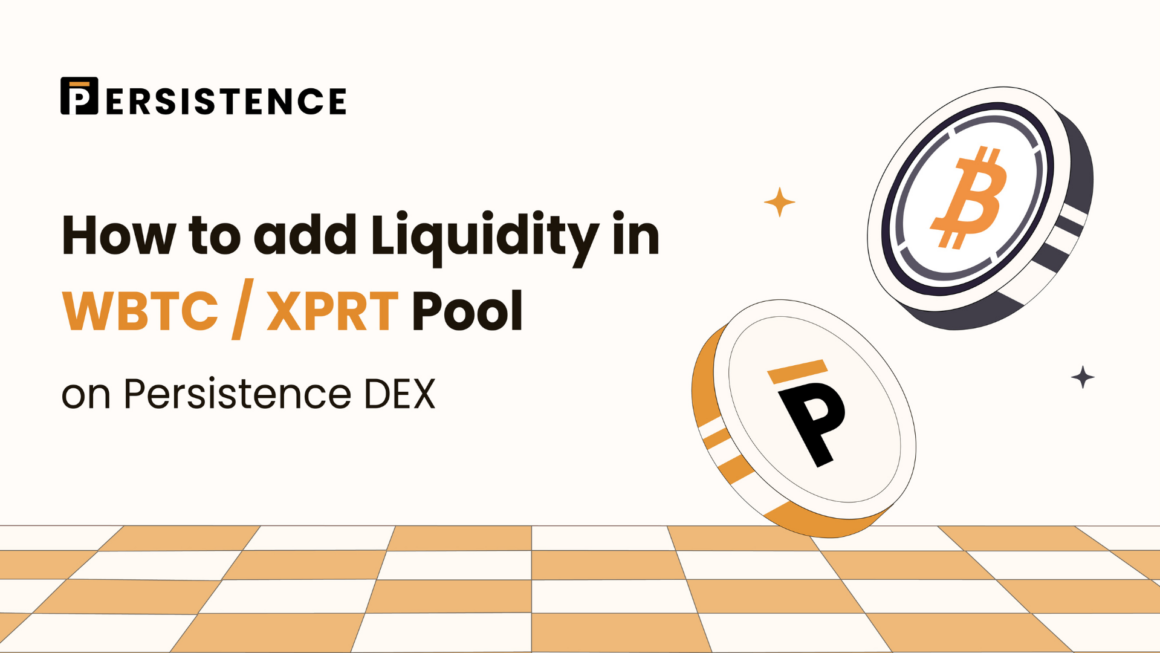 PERSISTENCE
How to add Liquidity in
WBTC / XPRT Pool
on Persistence DEX